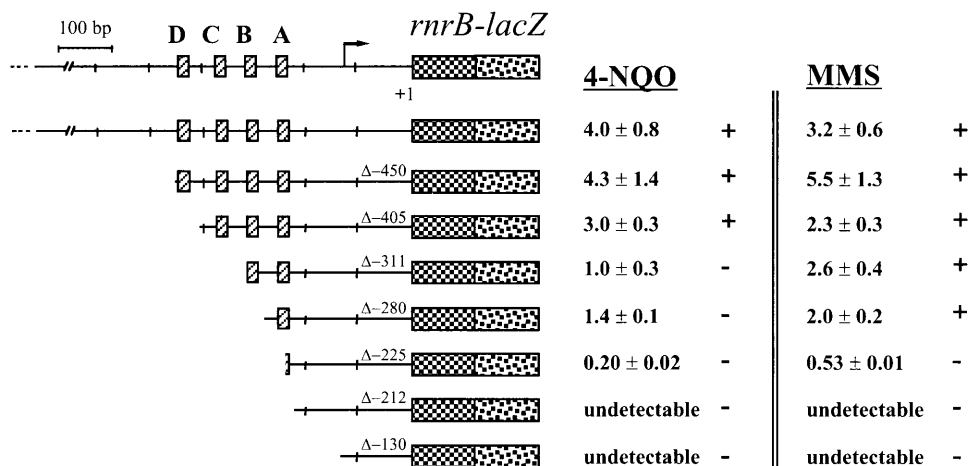 100 bp
D C B A
rnrB-lacZ
+1
4-NQO MMS
4.0 ± 0.8 + 3.2 ± 0.6 +
Δ−450 4.3 ± 1.4 + 5.5 ± 1.3 +
Δ−405 3.0 ± 0.3 + 2.3 ± 0.3 +
Δ−311 1.0 ± 0.3 - 2.6 ± 0.4 +
Δ−280 1.4 ± 0.1 - 2.0 ± 0.2 +
Δ−225 0.20 ± 0.02 - 0.53 ± 0.01 -
Δ−212 undetectable - undetectable -
Δ−130 undetectable - undetectable -